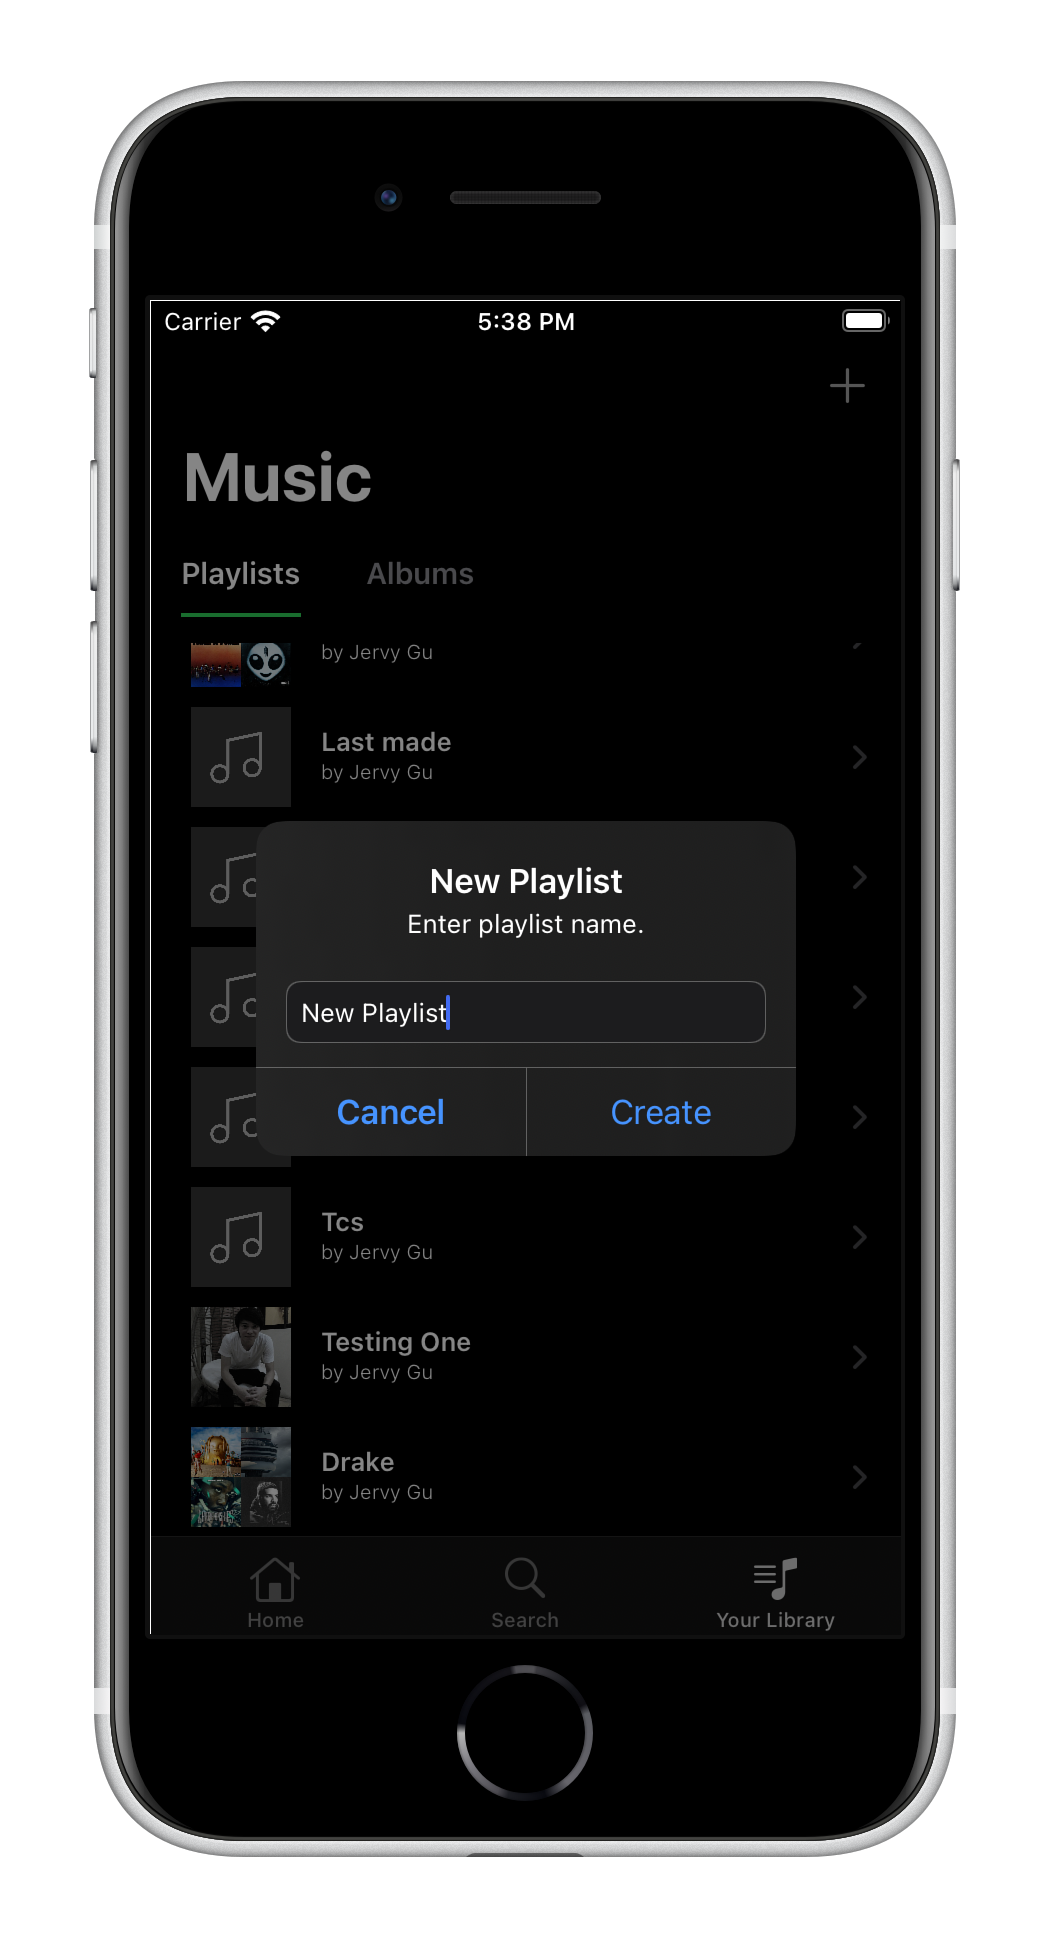 Carrier 5:38 PM
Music
Playlists Albums
by Jervy Gu
Last made
by Jervy Gu
New Playlist
Enter playlist name.
New Playlist
Cancel Create
Tcs
by Jervy Gu
Testing One
by Jervy Gu
Drake
by Jervy Gu
Home Search Your Library